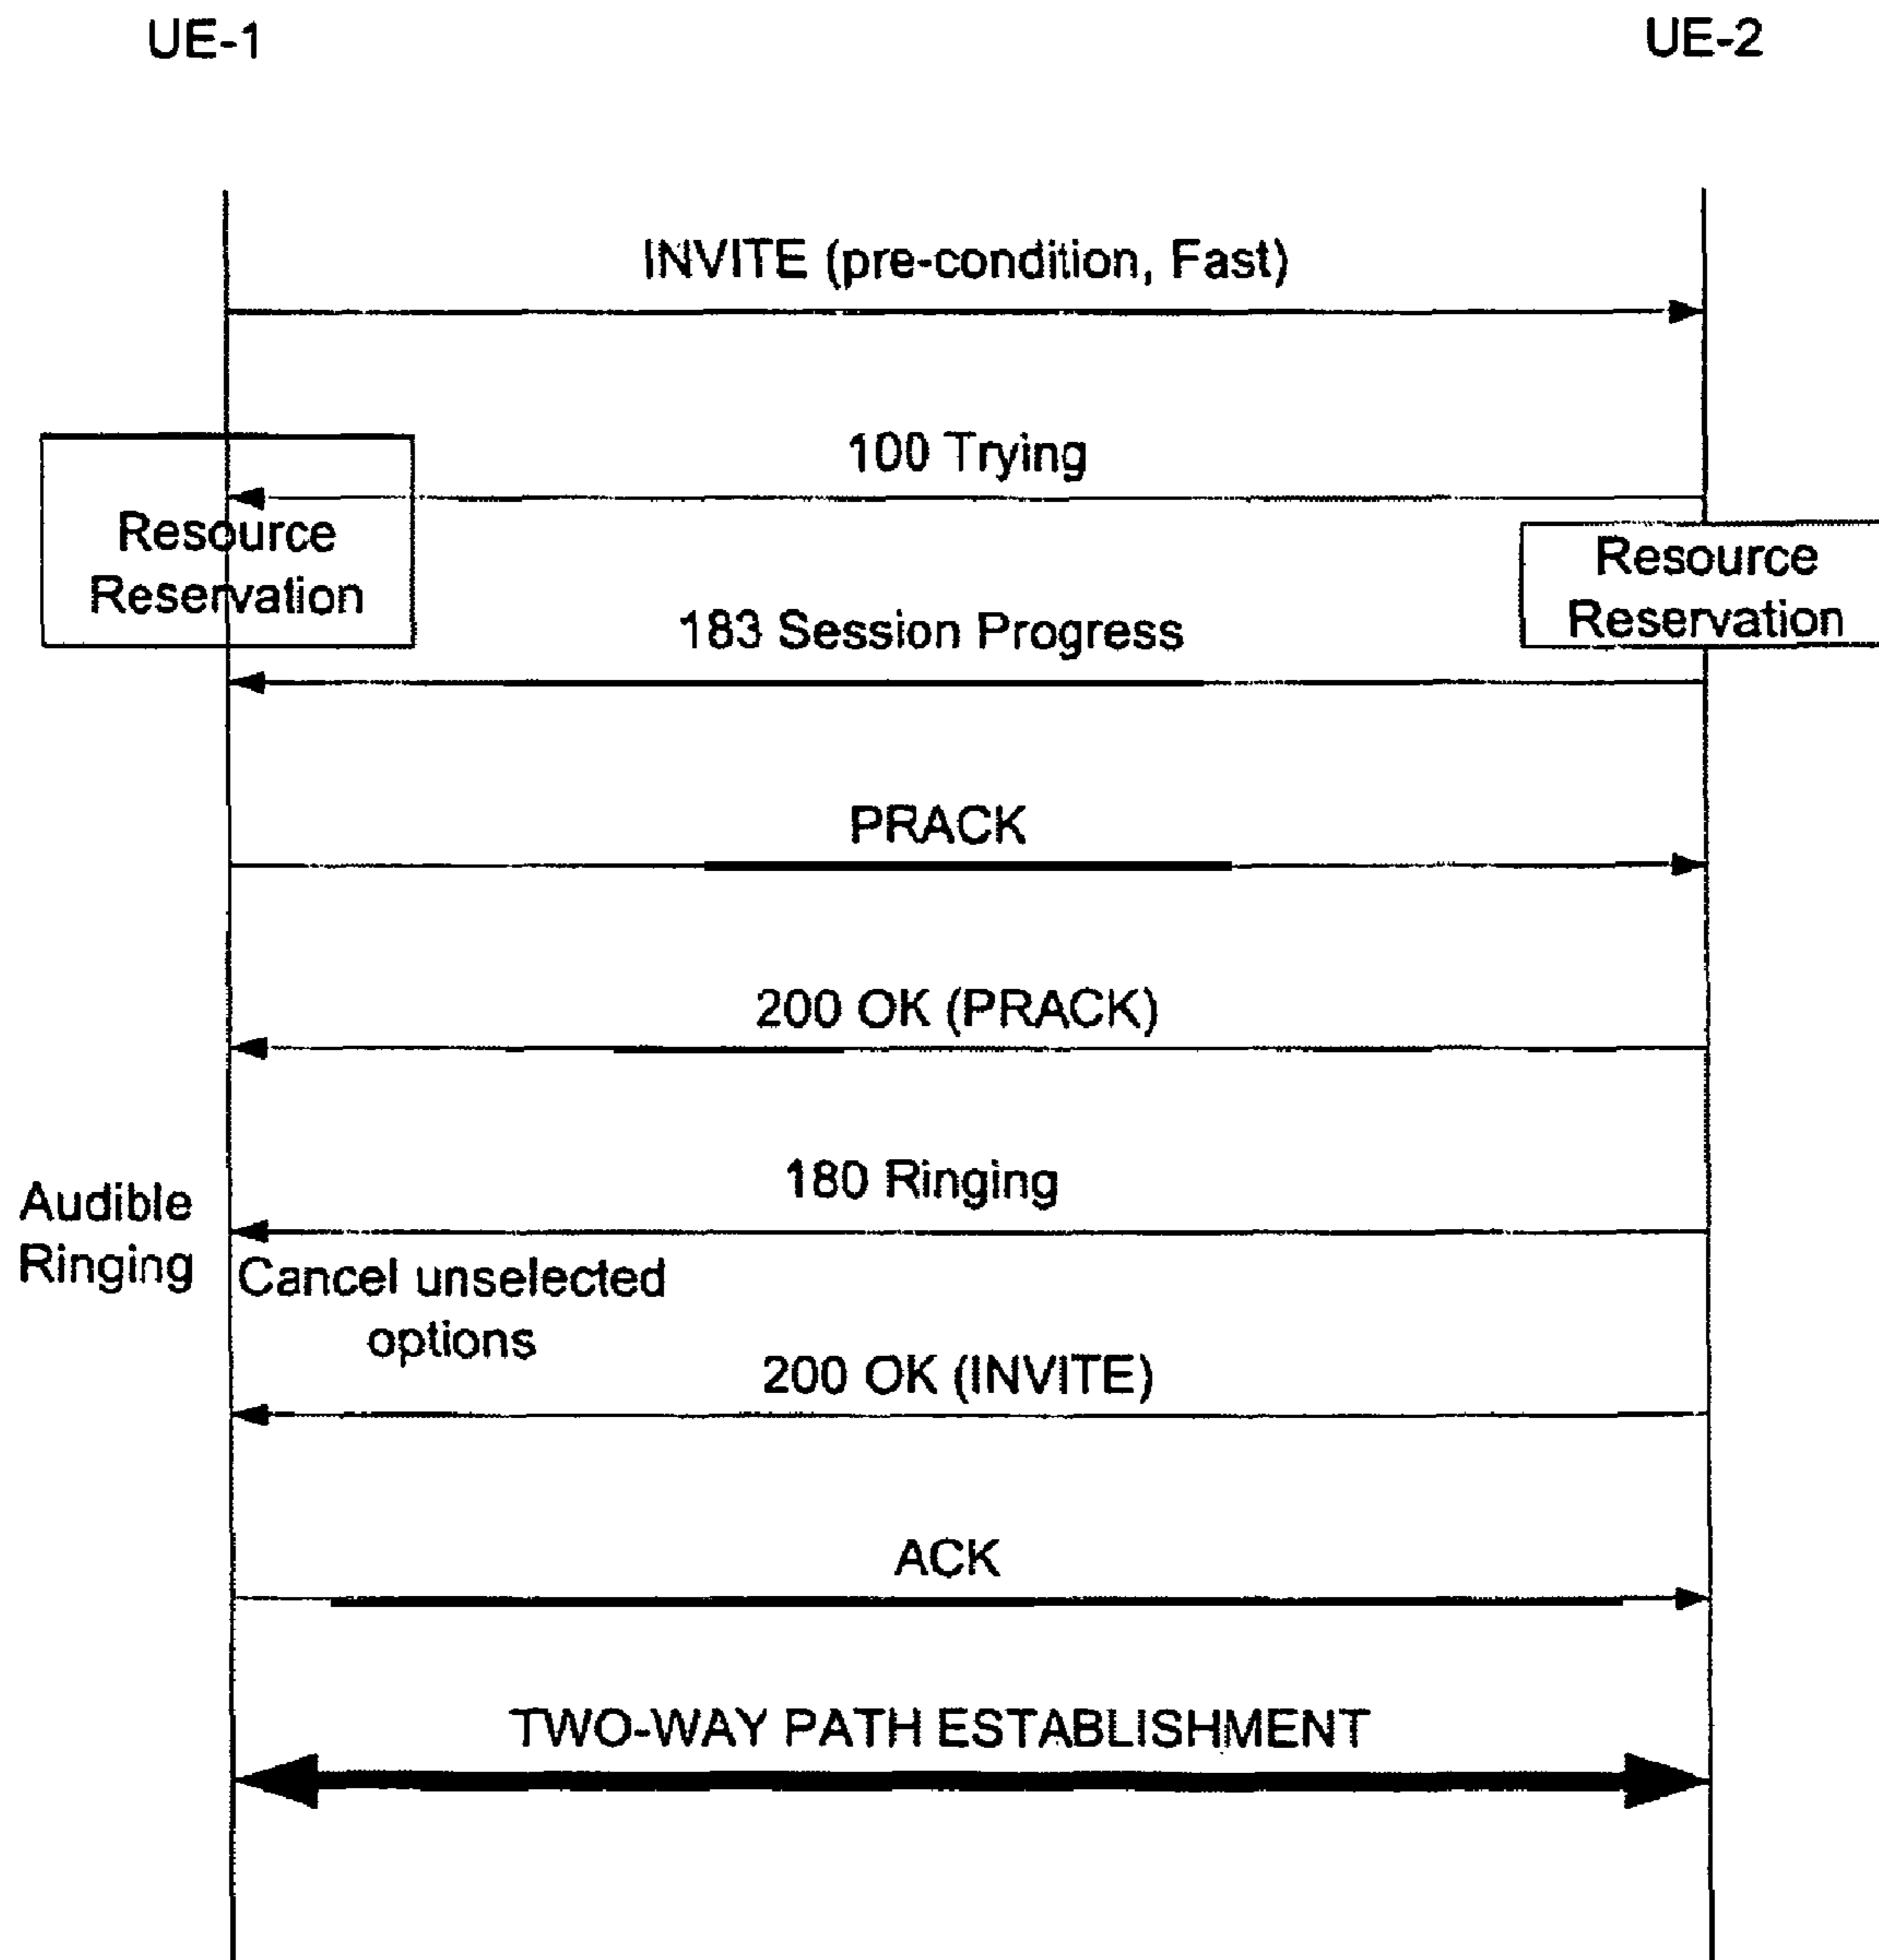 UE-1
UE-2
INVITE (pre-condition, Fast)
100 Trying
Resource
Reservation
Resource
Reservation
183 Session Progress
PRACK
200 OK (PRACK)
180 Ringing
Audible
Ringing
Cancel unselected
options
200 OK (INVITE)
ACK
TWO-WAY PATH ESTABLISHMENT